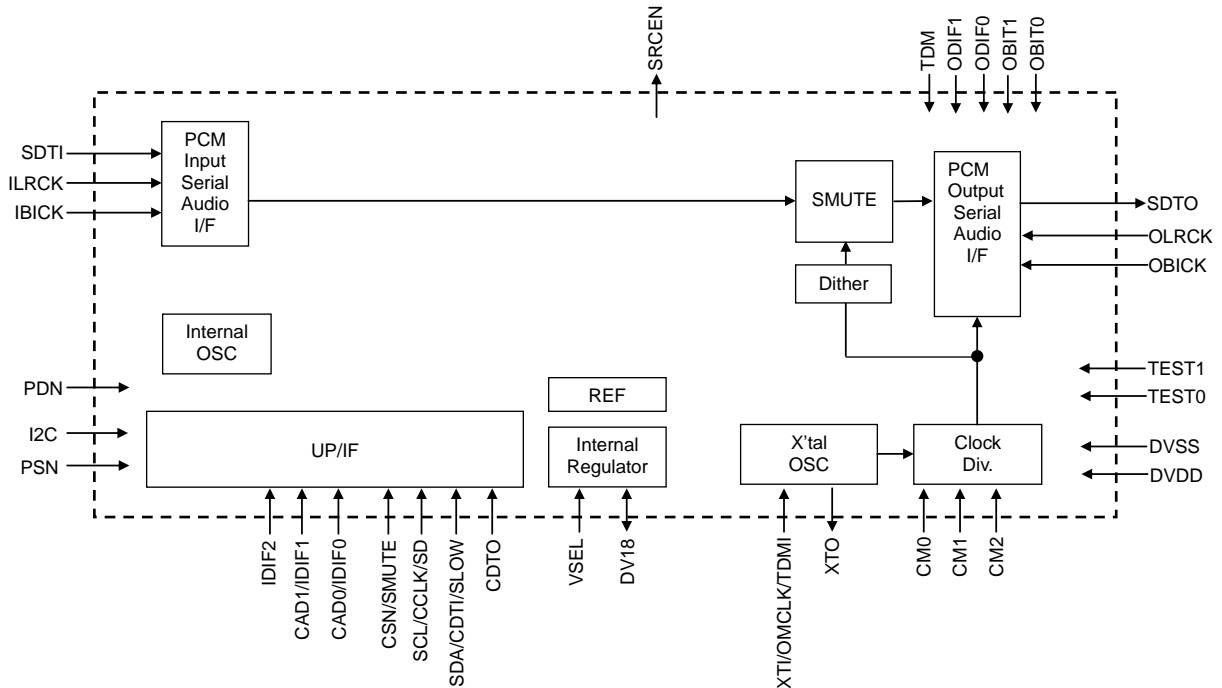 SRCEN
TDM
ODIF1
ODIF0
OBIT1
OBIT0
SDTI
ILRCK
IBICK
PCM
Input
Serial
Audio
I/F
SMUTE
PCM
Output
Serial
Audio
I/F
SDTO
OLRCK
OBICK
Dither
Internal
OSC
PDN
I2C
PSN
UP/IF
REF
Internal
Regulator
X'tal
OSC
Clock
Div.
TEST1
TEST0
DVSS
DVDD
IDIF2
CAD1/IDIF1
CAD0/IDIF0
CSN/SMUTE
SCL/CCLK/SD
SDA/CDTI/SLOW
CDTO
VSEL
DV18
XTI/OMCLK/TDMI
XTO
CM0
CM1
CM2